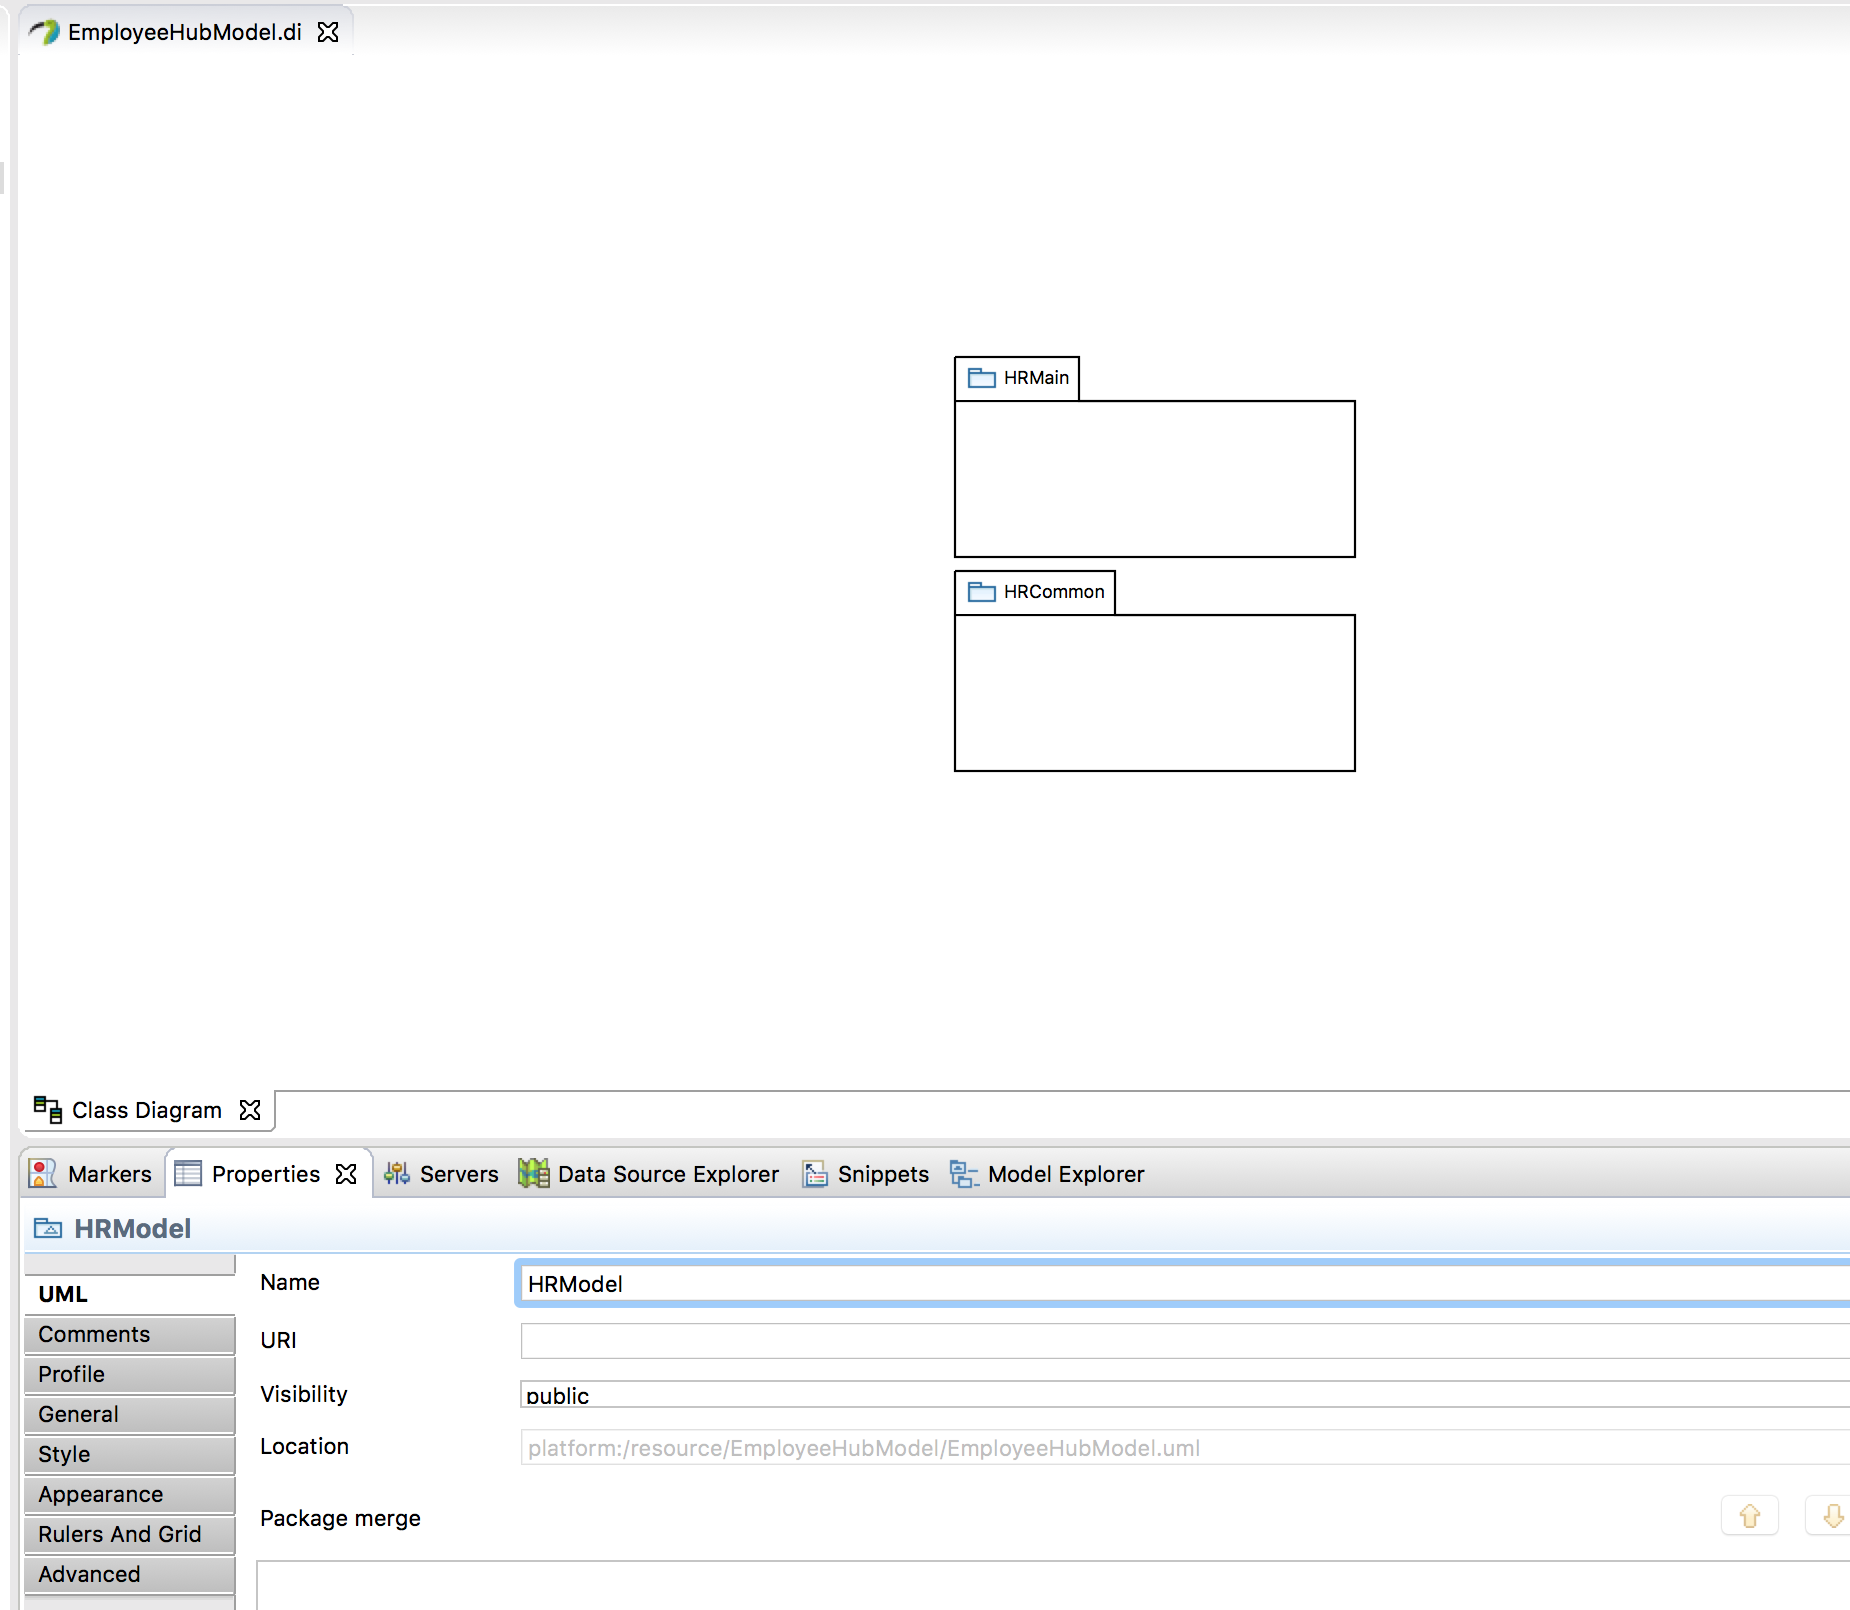 EmployeeHubModel.di
HRMain
HRCommon
Class Diagram
Markers Properties Servers Data Source Explorer Snippets Model Explorer
HRModel
UML
Comments
Profile
General
Style
Appearance
Rulers And Grid
Advanced
Name HRModel
URI
Visibility public
Location platform:/resource/EmployeeHubModel/EmployeeHubModel.uml
Package merge